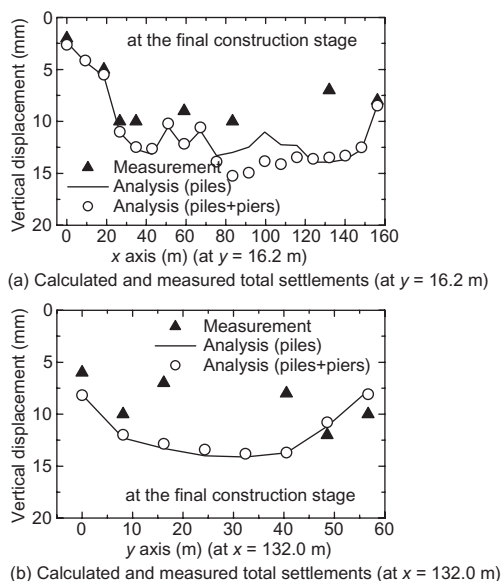 at the final construction stage
Vertical displacement (mm)
0
5
10
15
20
Measurement
Analysis (piles)
Analysis (piles+piers)
0 20 40 60 80 100 120 140 160
x axis (m) (at y = 16.2 m)
(a) Calculated and measured total settlements (at y = 16.2 m)
Vertical displacement (mm)
0
5
10
15
20
Measurement
Analysis (piles)
Analysis (piles+piers)
at the final construction stage
0 10 20 30 40 50 60
y axis (m) (at x = 132.0 m)
(b) Calculated and measured total settlements (at x = 132.0 m)